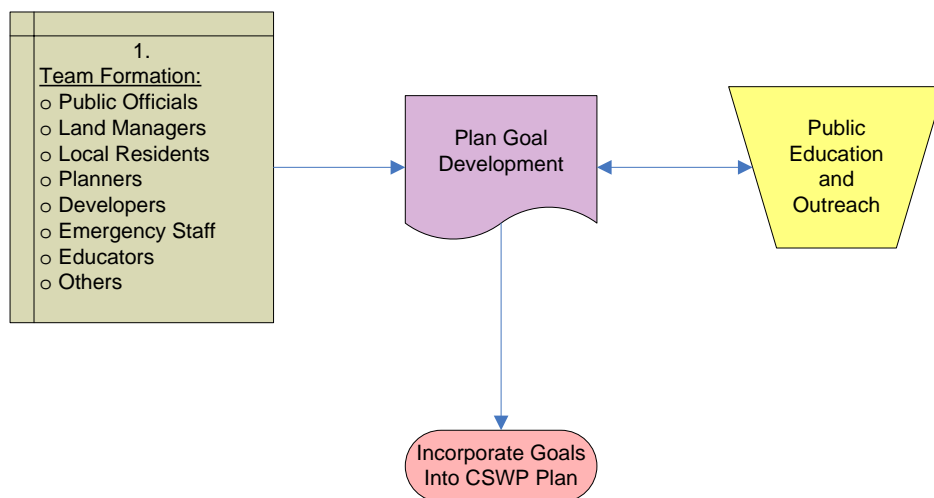 1.
Team Formation:
o Public Officials
o Land Managers
o Local Residents
o Planners
o Developers
o Emergency Staff
o Educators
o Others
Plan Goal
Development
Public
Education
and
Outreach
Incorporate Goals
Into CSWP Plan